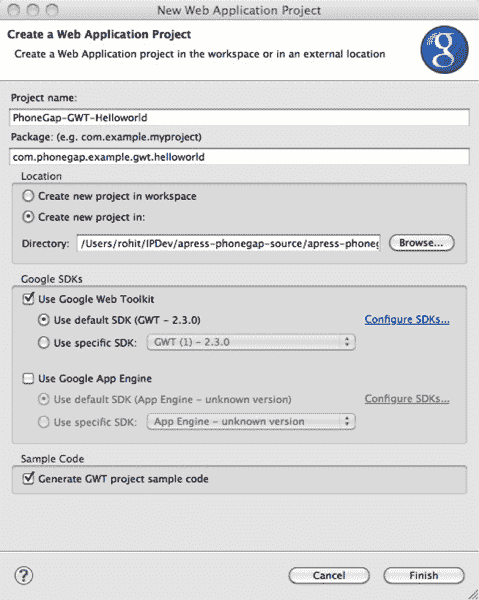 New Web Application Project
Create a Web Application Project
Create a Web Application project in the workspace or in an external location
g
Project name:
PhoneGap-GWT-Helloworld
Package: (e.g. com.example.myproject)
com.phonegap.example.gwt.helloworld
Location
Create new project in workspace
Create new project in:
Directory: /Users/rohit/IPDev/apress-phonegap-source/apress-phoneg Browse...
Google SDKs
Use Google Web Toolkit
Use default SDK (GWT - 2.3.0) Configure SDKs...
Use specific SDK: GWT (1) - 2.3.0
Use Google App Engine
Use default SDK (App Engine - unknown version) Configure SDKs...
Use specific SDK: App Engine - unknown version
Sample Code
Generate GWT project sample code
? Cancel Finish